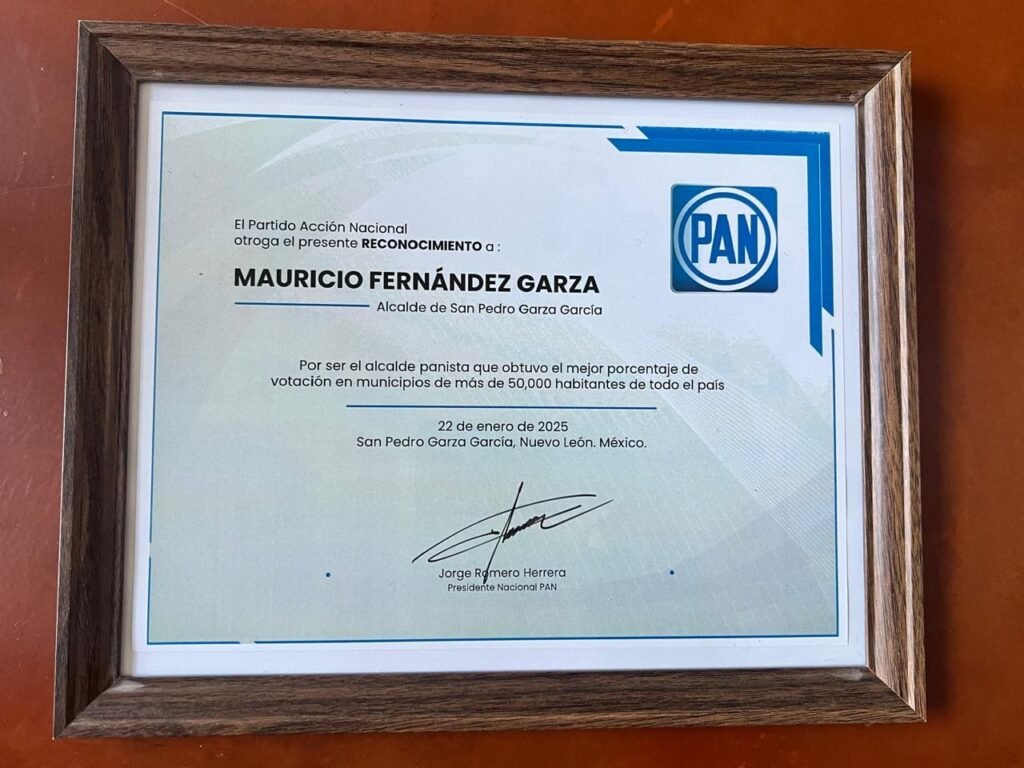 PAN
El Partido Acción Nacional
otroga el presente RECONOCIMIENTO a :
MAURICIO FERNÁNDEZ GARZA
Alcalde de San Pedro Garza García
Por ser el alcalde panista que obtuvo el mejor porcentaje de
votación en municipios de más de 50,000 habitantes de todo el país
22 de enero de 2025
San Pedro Garza García, Nuevo León. México.
Jorge Romero Herrera
Presidente Nacional PAN